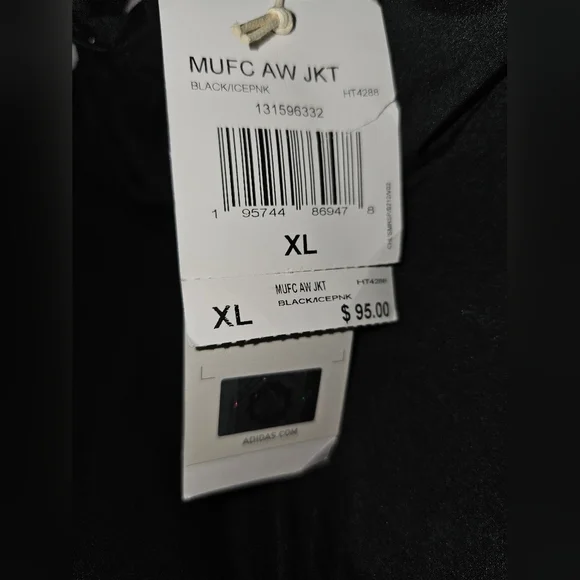 MUFC AW JKT
BLACK/ICEPNK HT4288
131596332
1 95744 86947 8
XL
MUFC AW JKT HT4288
BLACK/ICEPNK
XL $ 95.00
ADIDAS.COM